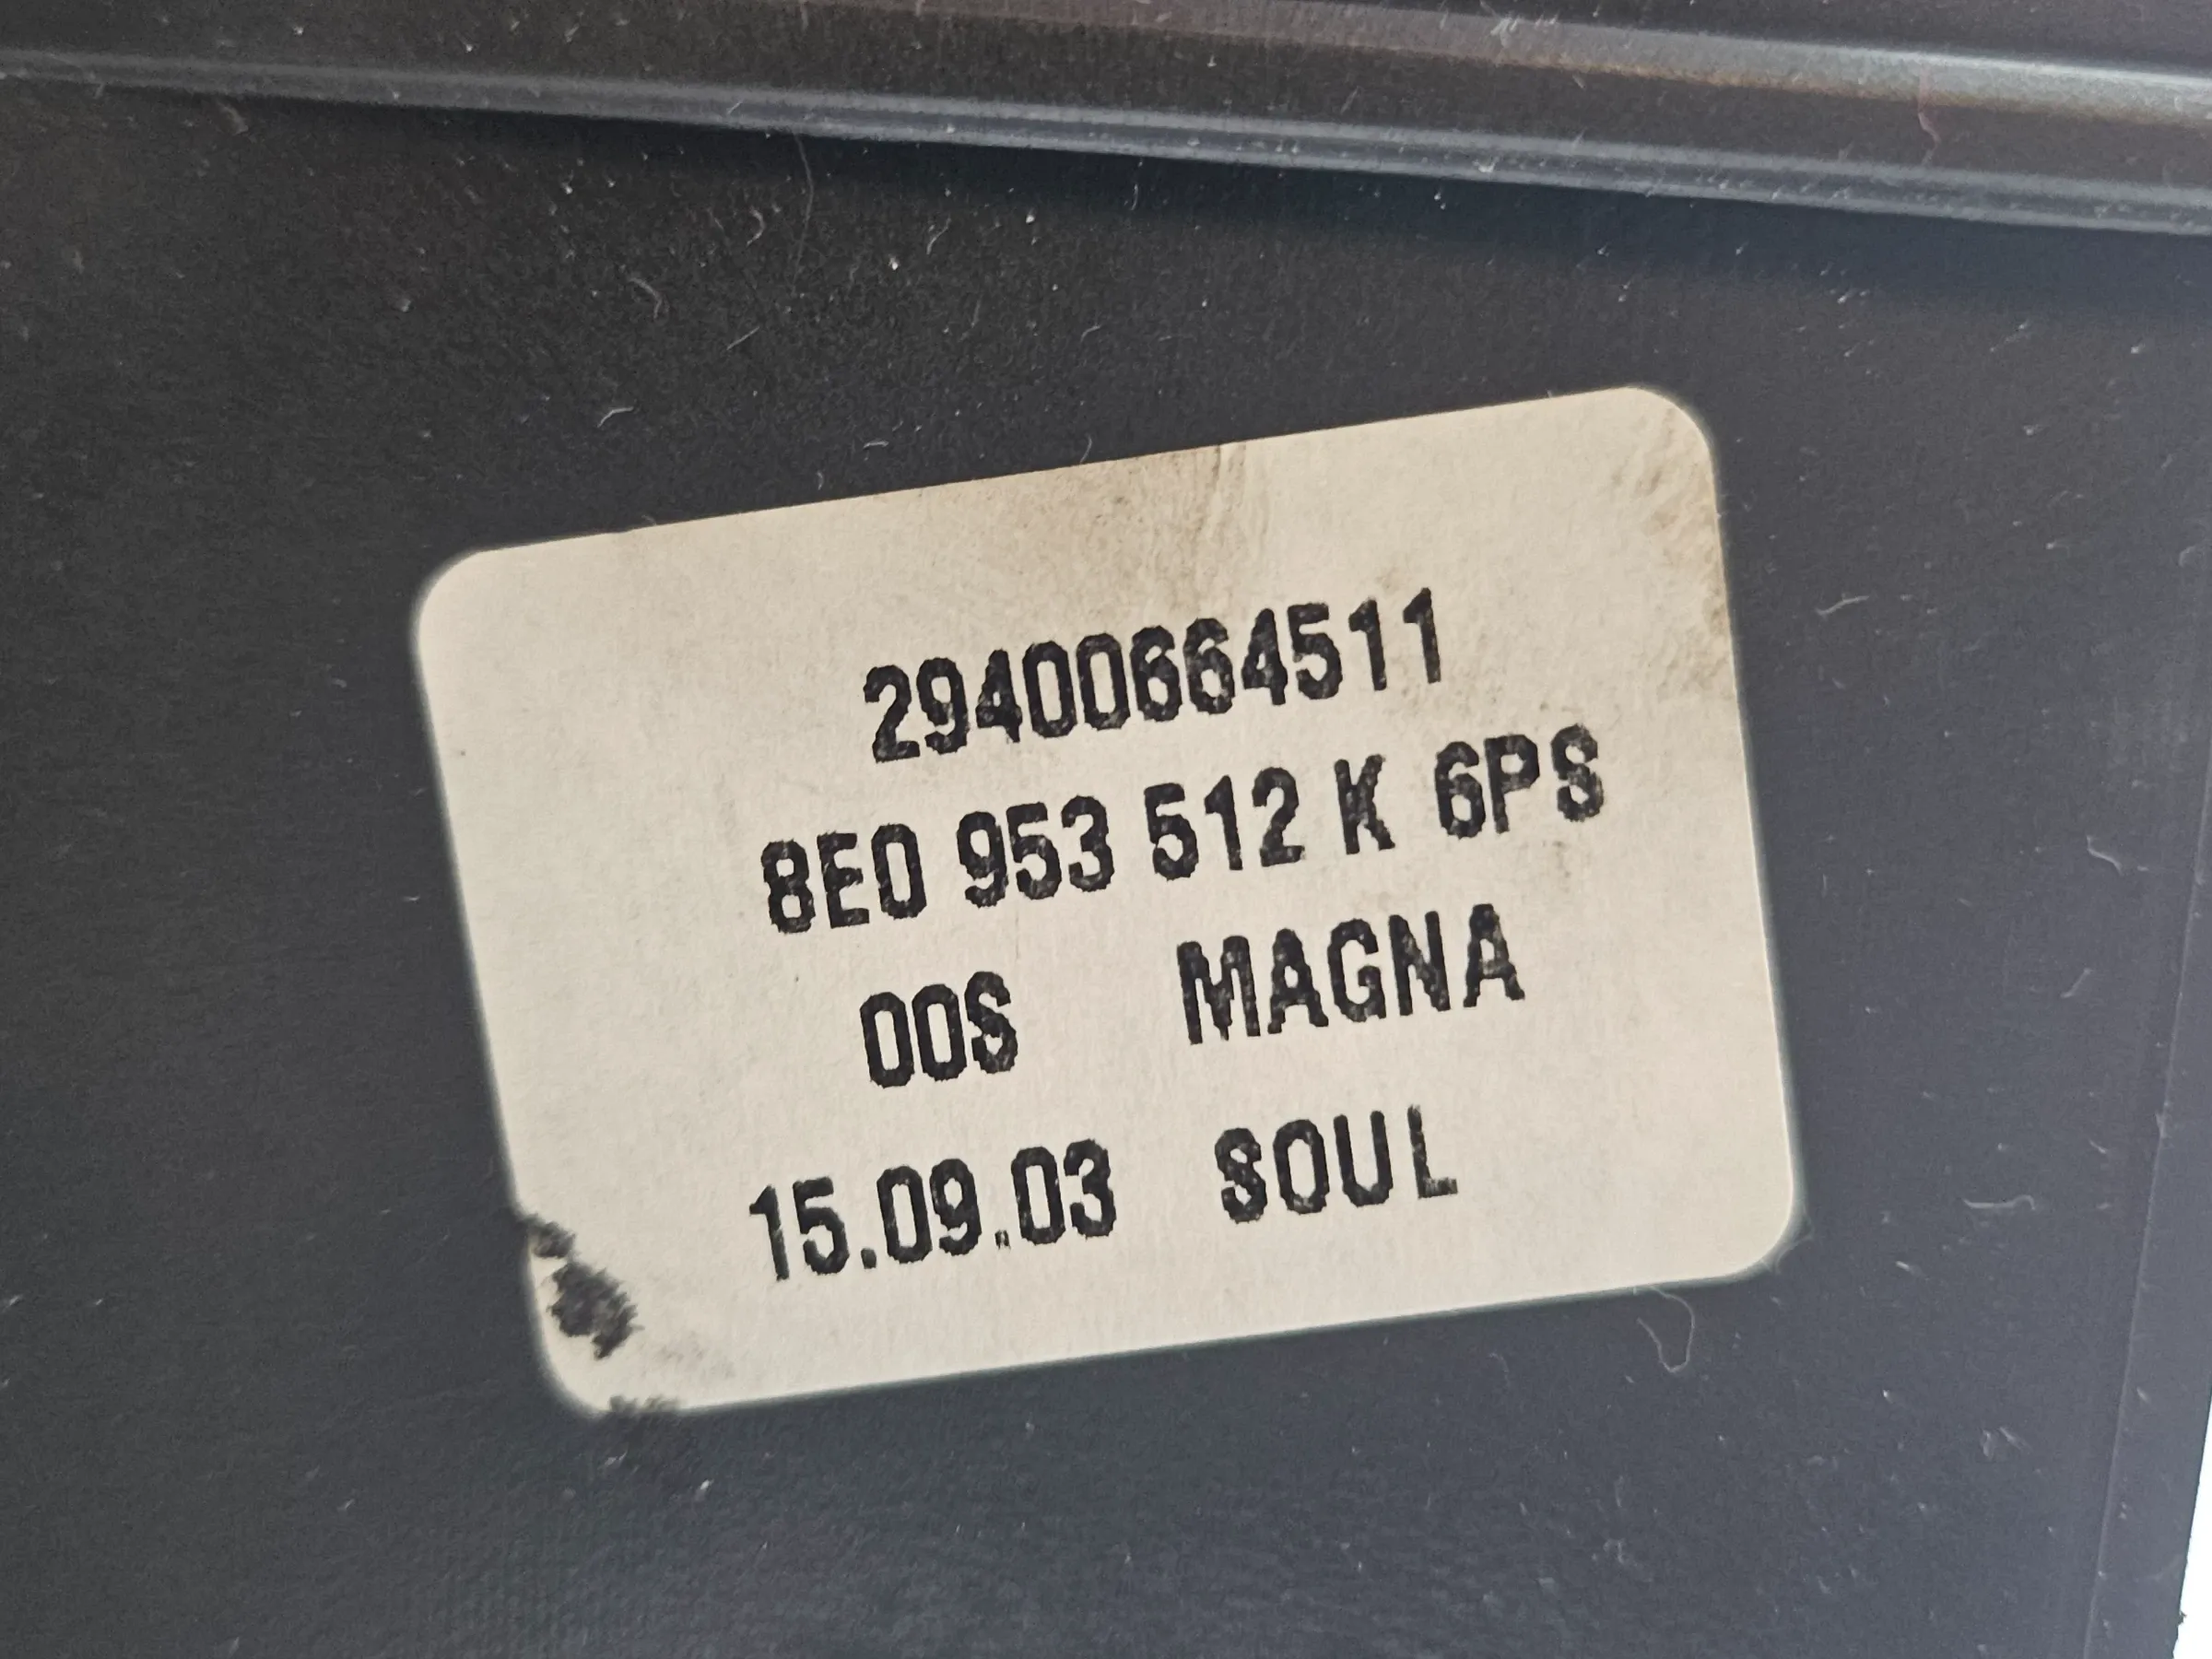 29400664511
8E0 953 512 K 6PS
00S MAGNA
15.09.03 SOUL